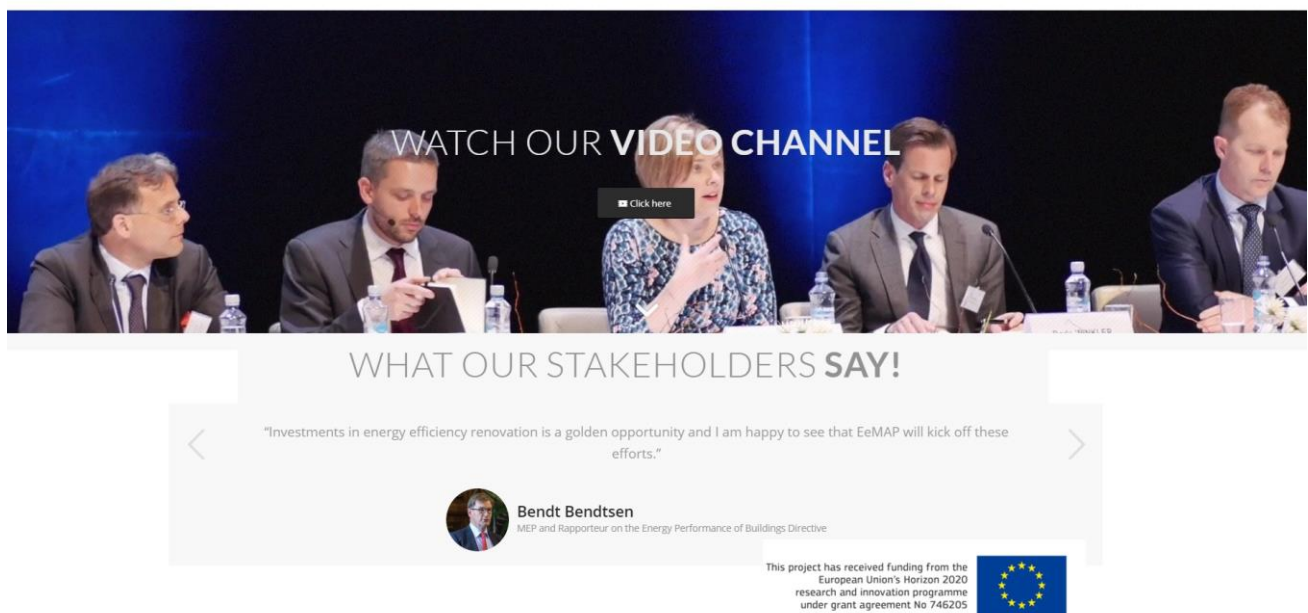 WATCH OUR VIDEO CHANNEL
Click here
WHAT OUR STAKEHOLDERS SAY!
“Investments in energy efficiency renovation is a golden opportunity and I am happy to see that EeMAP will kick off these
efforts.”
Bendt Bendtsen
MEP and Rapporteur on the Energy Performance of Buildings Directive
This project has received funding from the
European Union's Horizon 2020
research and innovation programme
under grant agreement No 746205